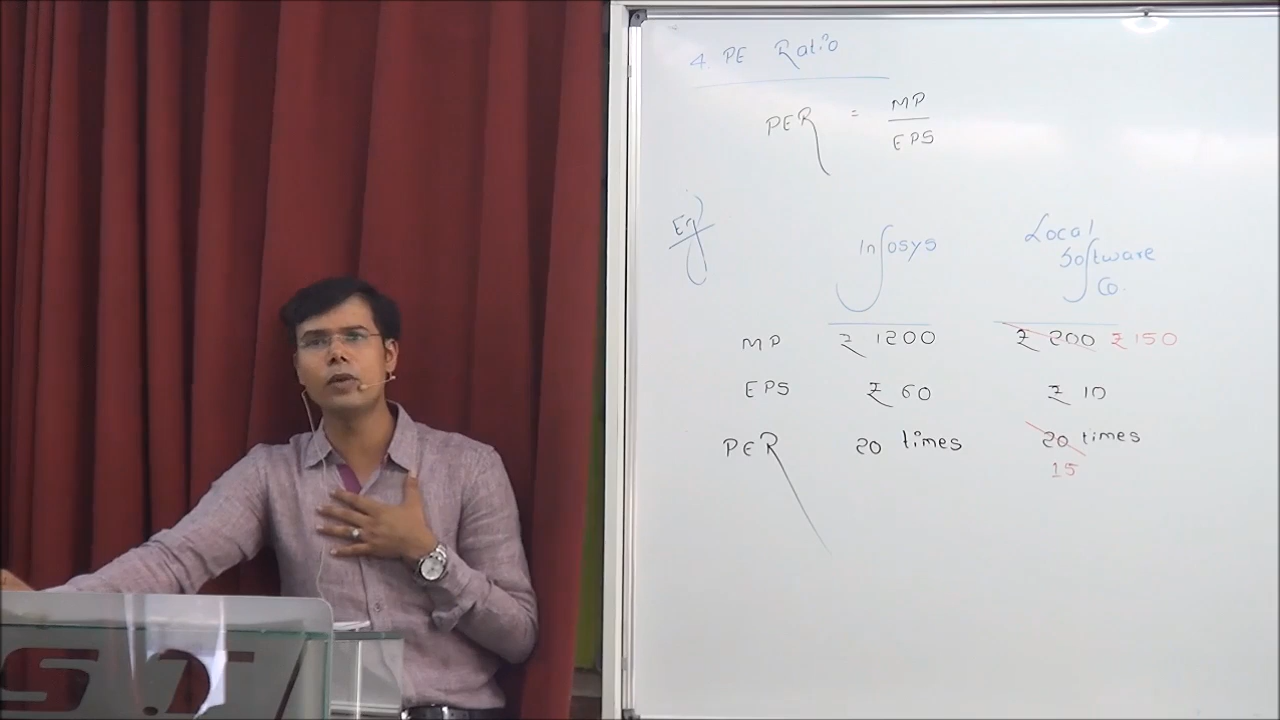 4. PE Ratio
PER = MP
EPS
Eg
Infosys
Local
Software
Co.
MP ₹ 1200 ₹ 200 ₹ 150
EPS ₹ 60 ₹ 10
PER 20 times 20 times
15
S.T